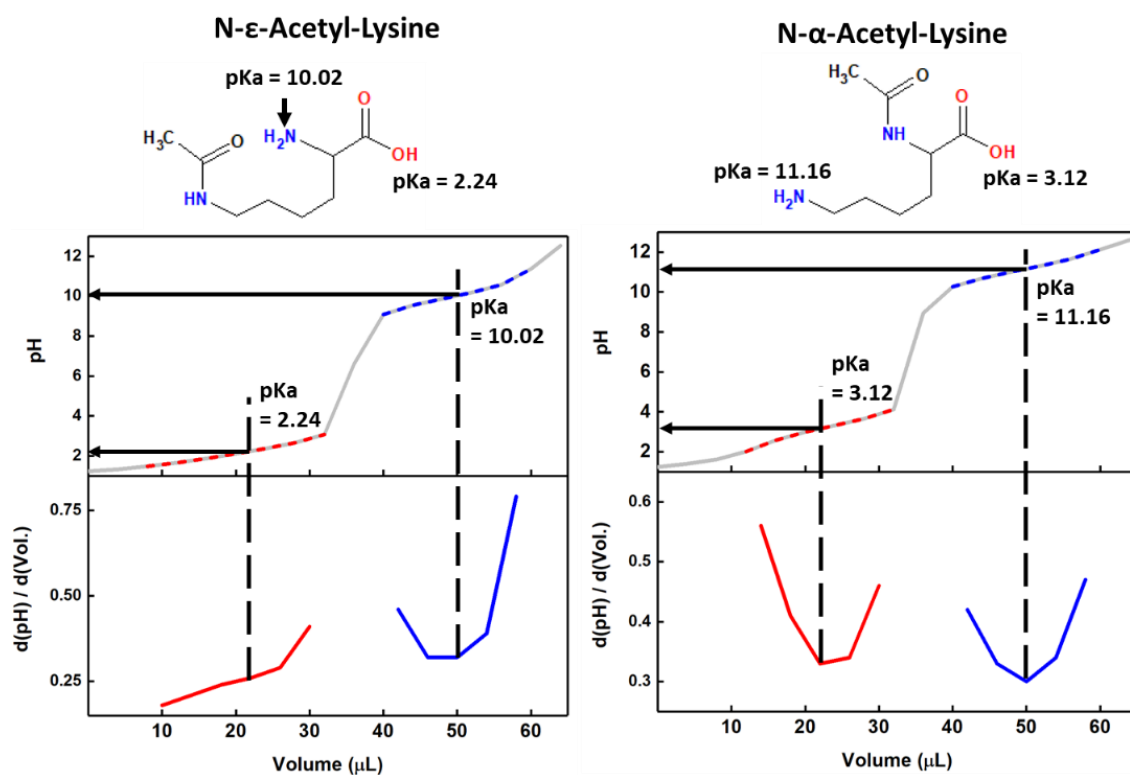 N-ε-Acetyl-Lysine
pKa = 10.02
H₃C
O
H₂N
O
OH
HN
pKa = 2.24
12
10
8
6
4
2
pH
pKa
= 10.02
pKa
= 2.24
0.75
0.50
0.25
d(pH) / d(Vol.)
10 20 30 40 50 60
Volume (μL)
N-α-Acetyl-Lysine
H₃C
O
O
NH
OH
pKa = 11.16
H₂N
pKa = 3.12
12
10
8
6
4
2
pH
pKa
= 11.16
pKa
= 3.12
0.6
0.5
0.4
0.3
d(pH) / d(Vol.)
10 20 30 40 50 60
Volume (μL)